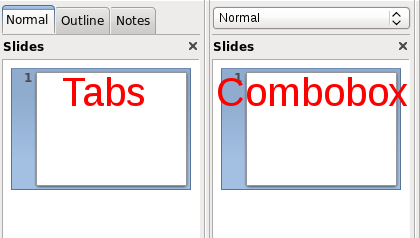 Normal Outline Notes
Slides
1
Tabs
Normal
Slides
1
Combobox